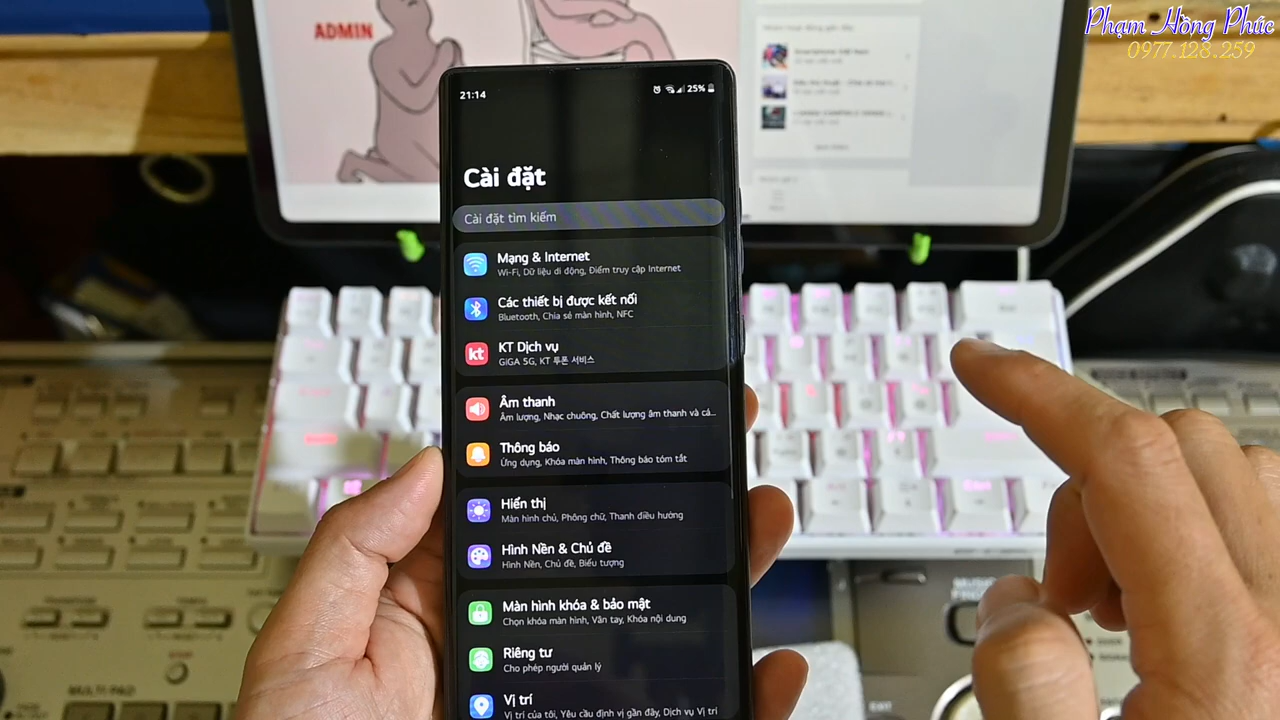 Phạm Hồng Phúc
0977.128.259
ADMIN
21:14
25%
Cài đặt
Cài đặt tìm kiếm
Mạng & Internet
Wi-Fi, Dữ liệu di động, Điểm truy cập Internet
Các thiết bị được kết nối
Bluetooth, Chia sẻ màn hình, NFC
kt
KT Dịch vụ
GiGA 5G, KT 투폰 서비스
Âm thanh
Âm lượng, Nhạc chuông, Chất lượng âm thanh và cá...
Thông báo
Ứng dụng, Khóa màn hình, Thông báo tóm tắt
Hiển thị
Màn hình chủ, Phông chữ, Thanh điều hướng
Hình Nền & Chủ đề
Hình Nền, Chủ đề, Biểu tượng
Màn hình khóa & bảo mật
Chọn khóa màn hình, Vân tay, Khóa nội dung
Riêng tư
Cho phép người quản lý
Vị trí
Vị trí của tôi, Yêu cầu định vị gần đây, Dịch vụ Vị trí
MULTI PAD